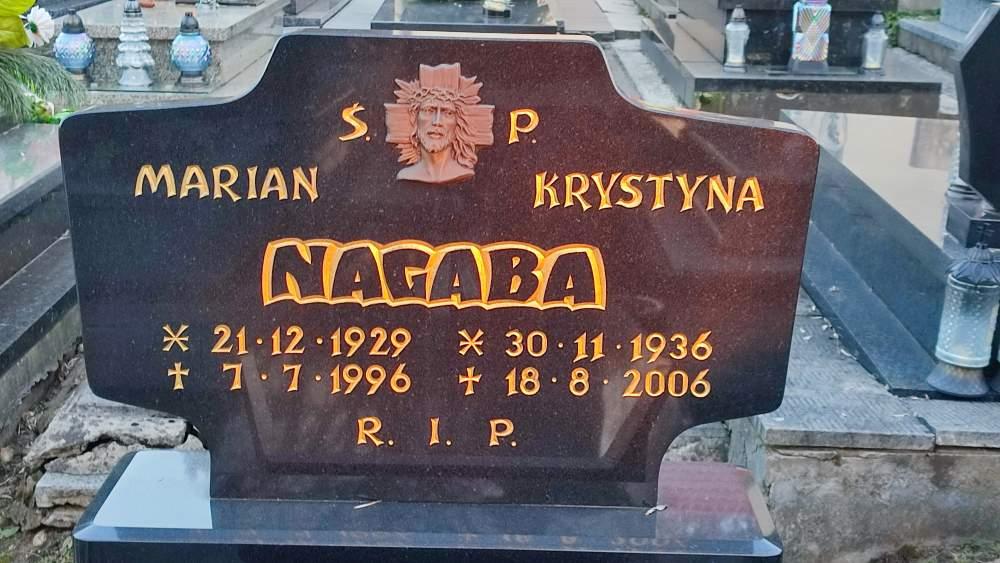 Ś. P.
MARIAN KRYSTYNA
NAGABA
* 21·12·1929 * 30·11·1936
✝ 7·7·1996 ✝ 18·8·2006
R. I. P.